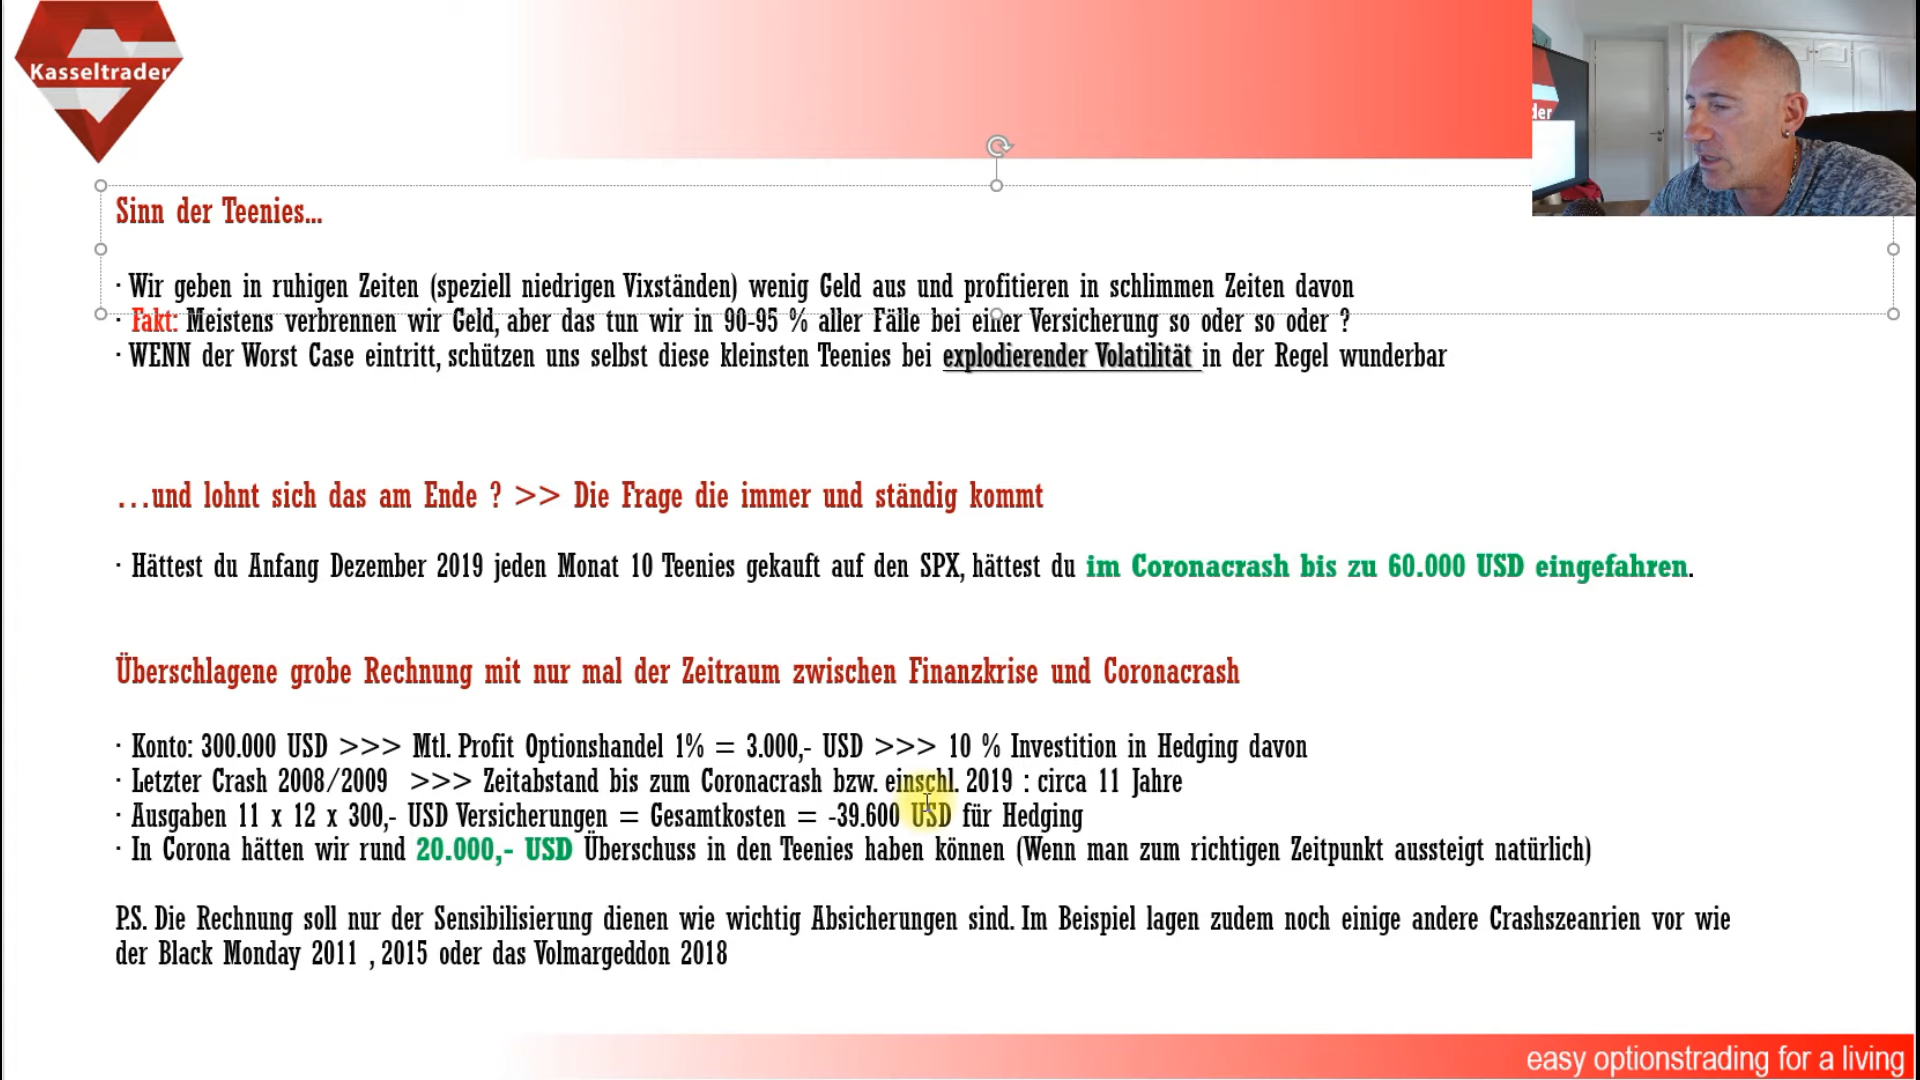 Kasseltrader
der
Sinn der Teenies...
· Wir geben in ruhigen Zeiten (speziell niedrigen Vixständen) wenig Geld aus und profitieren in schlimmen Zeiten davon
· Fakt: Meistens verbrennen wir Geld, aber das tun wir in 90-95 % aller Fälle bei einer Versicherung so oder so oder ?
· WENN der Worst Case eintritt, schützen uns selbst diese kleinsten Teenies bei explodierender Volatilität in der Regel wunderbar
...und lohnt sich das am Ende ? >> Die Frage die immer und ständig kommt
· Hättest du Anfang Dezember 2019 jeden Monat 10 Teenies gekauft auf den SPX, hättest du im Coronacrash bis zu 60.000 USD eingefahren.
Überschlagene grobe Rechnung mit nur mal der Zeitraum zwischen Finanzkrise und Coronacrash
· Konto: 300.000 USD >>> Mtl. Profit Optionshandel 1% = 3.000,- USD >>> 10 % Investition in Hedging davon
· Letzter Crash 2008/2009 >>> Zeitabstand bis zum Coronacrash bzw. einschl. 2019 : circa 11 Jahre
· Ausgaben 11 x 12 x 300,- USD Versicherungen = Gesamtkosten = -39.600 USD für Hedging
· In Corona hätten wir rund 20.000,- USD Überschuss in den Teenies haben können (Wenn man zum richtigen Zeitpunkt aussteigt natürlich)
P.S. Die Rechnung soll nur der Sensibilisierung dienen wie wichtig Absicherungen sind. Im Beispiel lagen zudem noch einige andere Crashszeanrien vor wie
der Black Monday 2011 , 2015 oder das Volmargeddon 2018
easy optionstrading for a living